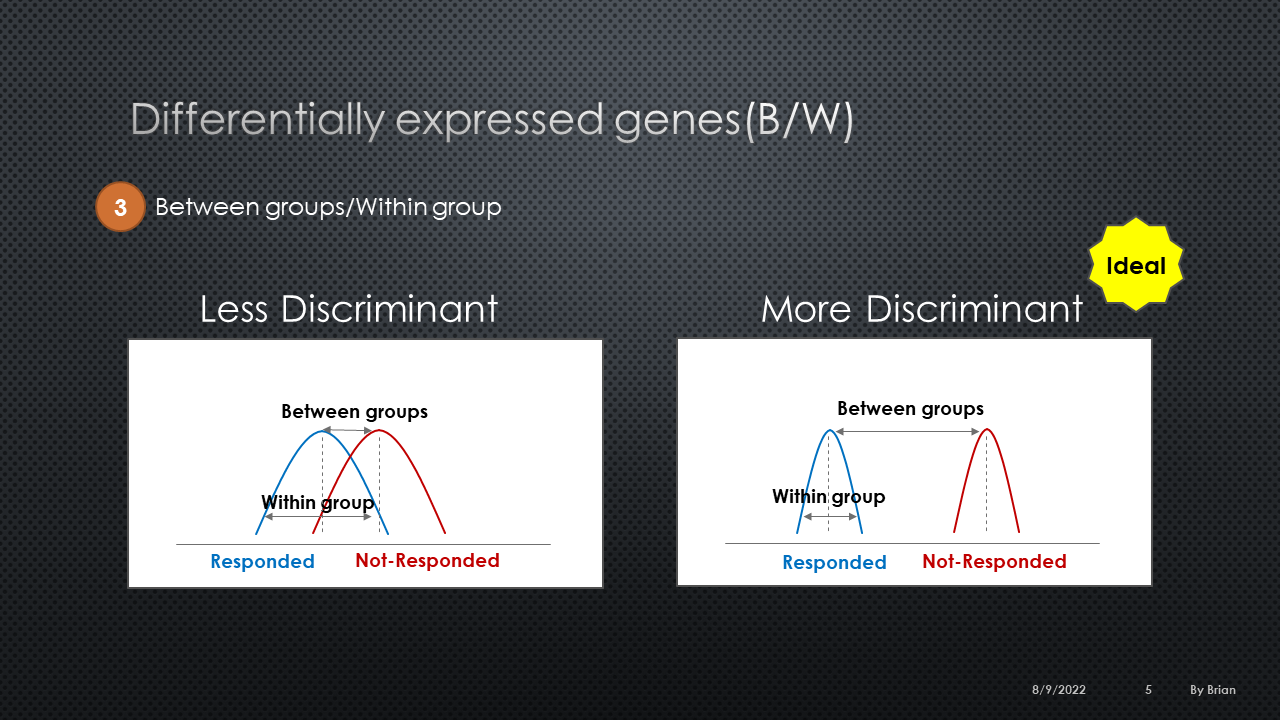 Differentially expressed genes(B/W)
3
Between groups/Within group
Ideal
Less Discriminant
More Discriminant
Between groups
Within group
Responded
Not-Responded
Between groups
Within group
Responded
Not-Responded
8/9/2022
5
By Brian